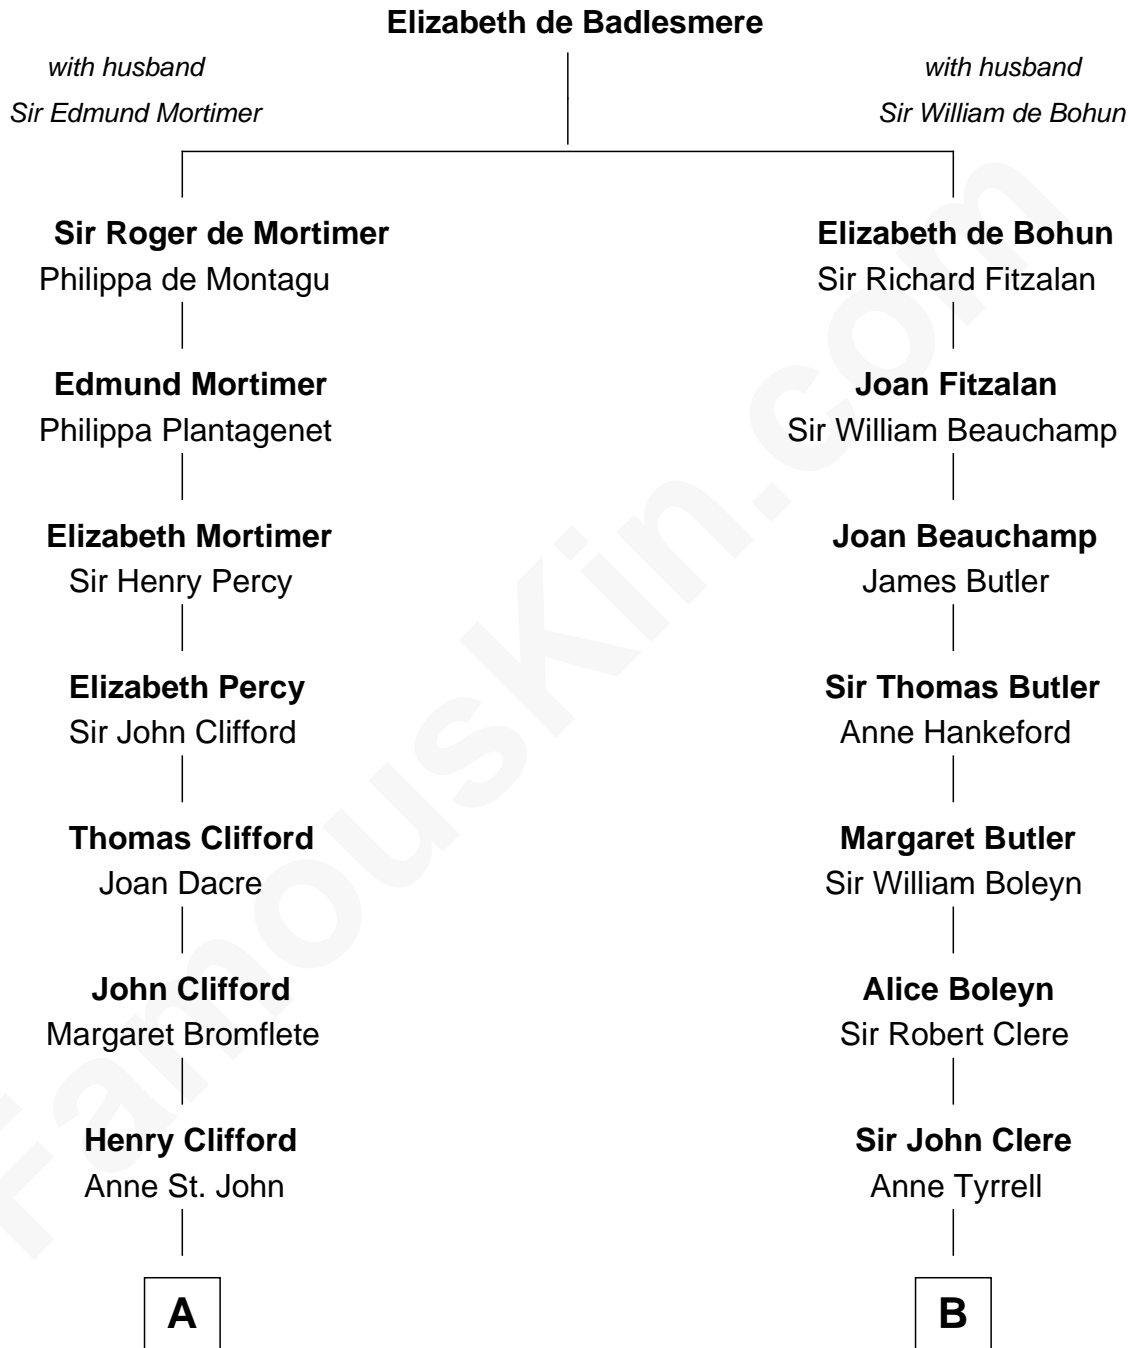 Elizabeth de Badlesmere
with husband
Sir Edmund Mortimer
with husband
Sir William de Bohun
Sir Roger de Mortimer
Philippa de Montagu
Elizabeth de Bohun
Sir Richard Fitzalan
Edmund Mortimer
Philippa Plantagenet
Joan Fitzalan
Sir William Beauchamp
Elizabeth Mortimer
Sir Henry Percy
Joan Beauchamp
James Butler
Elizabeth Percy
Sir John Clifford
Sir Thomas Butler
Anne Hankeford
Thomas Clifford
Joan Dacre
Margaret Butler
Sir William Boleyn
John Clifford
Margaret Bromflete
Alice Boleyn
Sir Robert Clere
Henry Clifford
Anne St. John
Sir John Clere
Anne Tyrrell
A
B
FamousKin.com